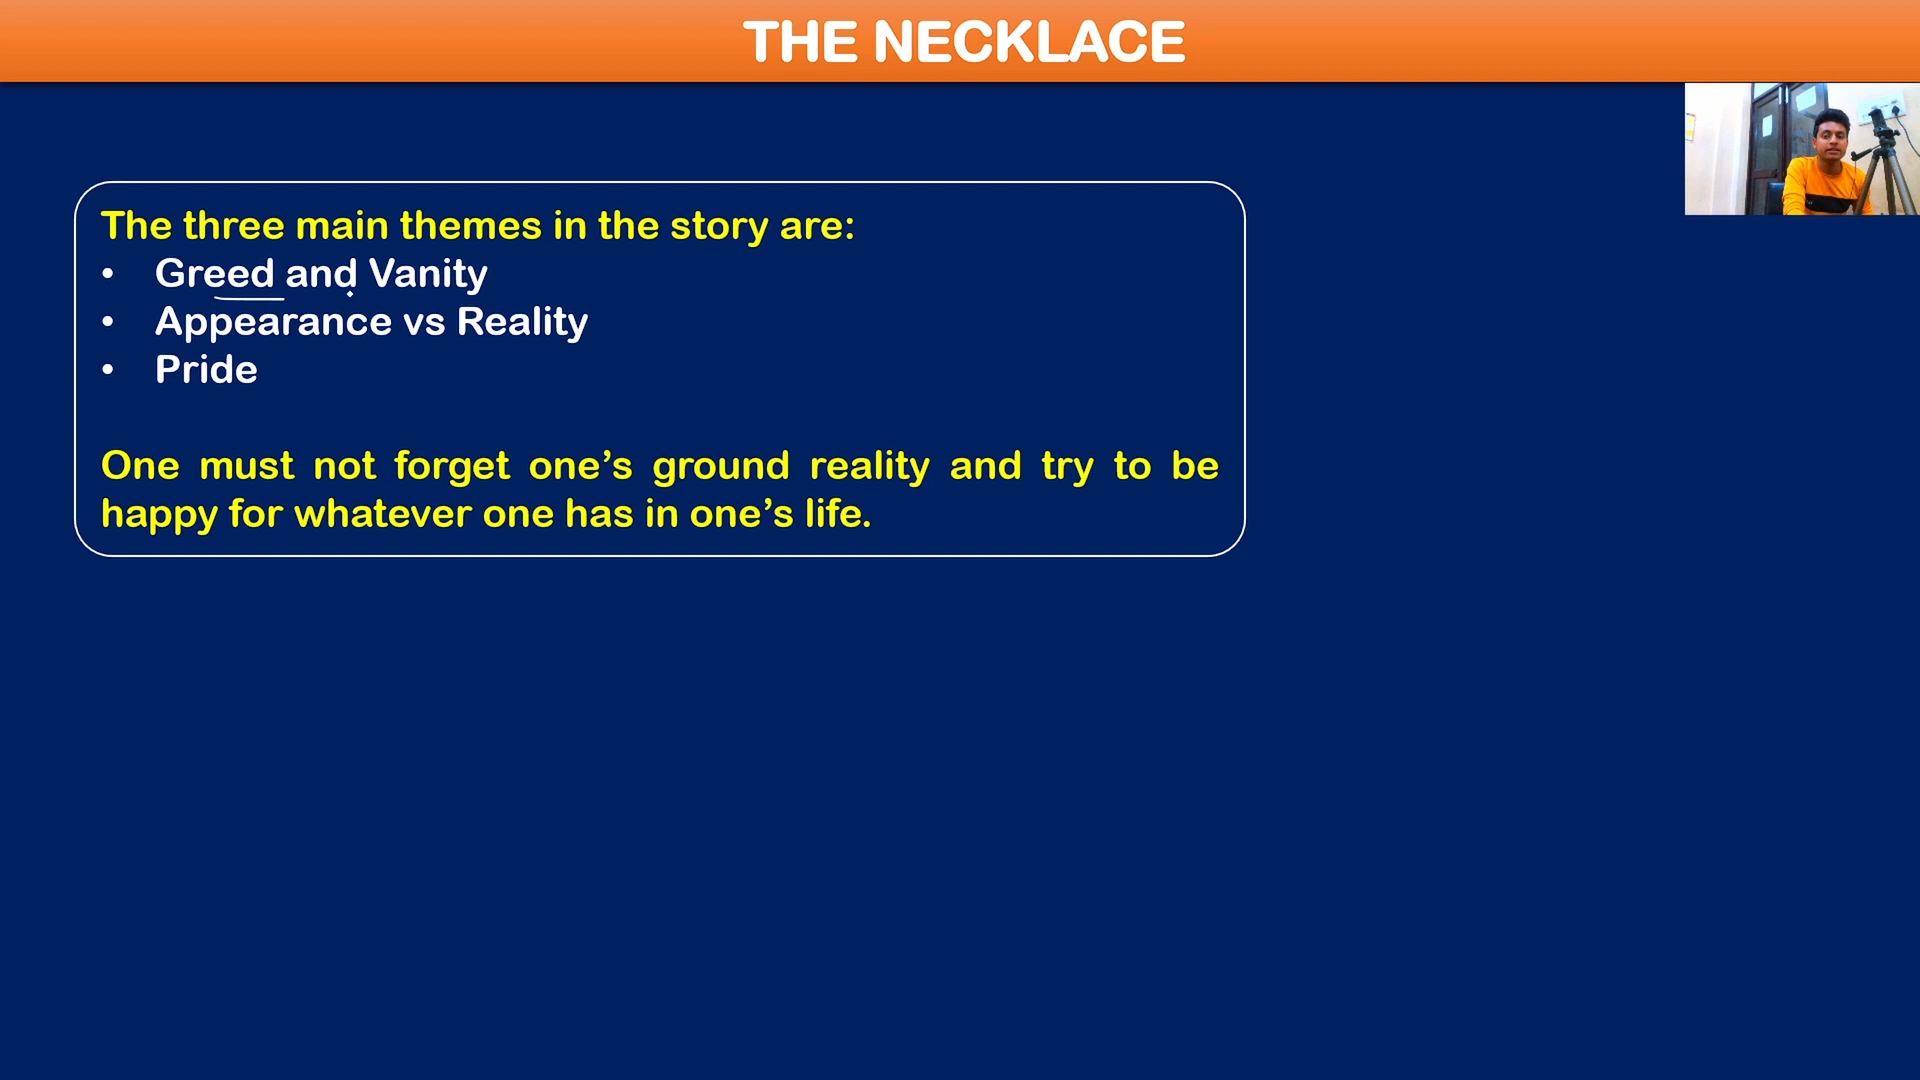 THE NECKLACE
The three main themes in the story are:
• Greed and Vanity
• Appearance vs Reality
• Pride
One must not forget one’s ground reality and try to be
happy for whatever one has in one’s life.